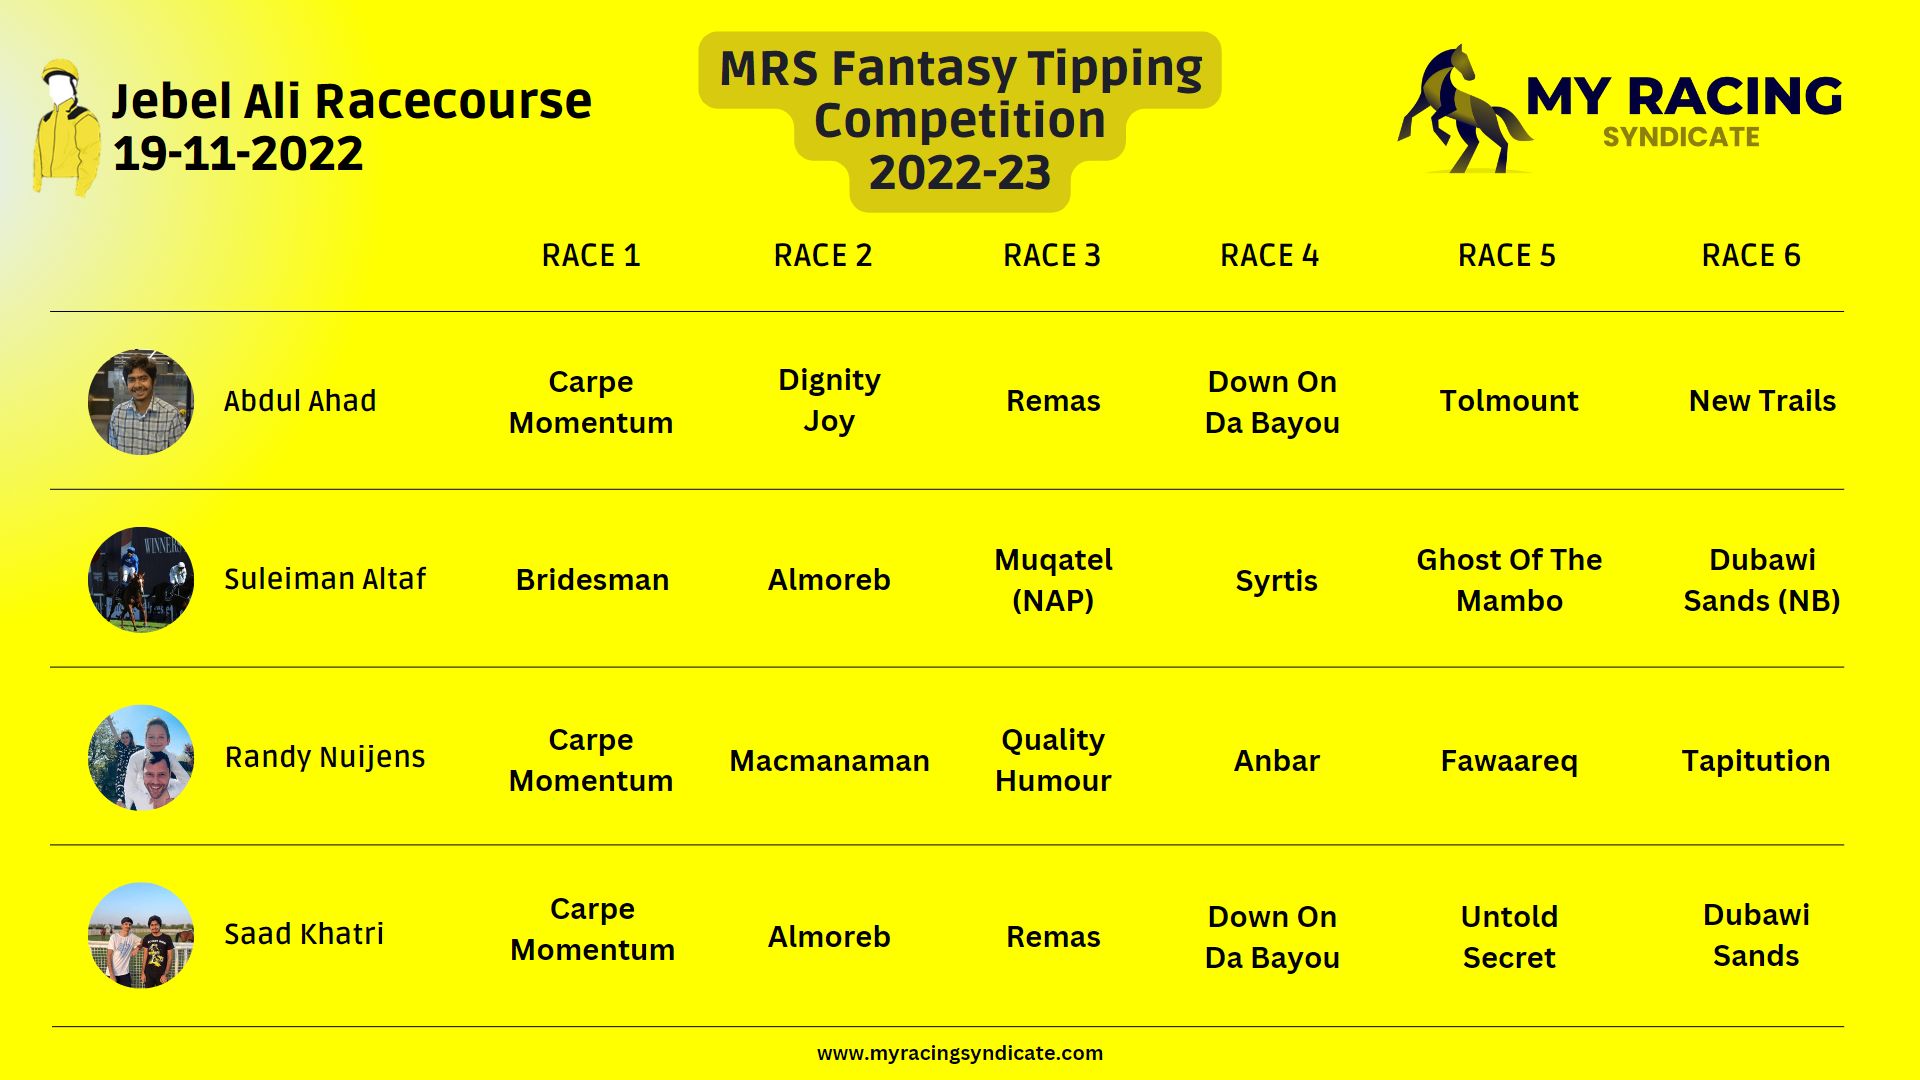 Jebel Ali Racecourse
19-11-2022
MRS Fantasy Tipping
Competition
2022-23
MY RACING
SYNDICATE
RACE 1 RACE 2 RACE 3 RACE 4 RACE 5 RACE 6
Abdul Ahad
Carpe
Momentum
Dignity
Joy
Remas
Down On
Da Bayou
Tolmount
New Trails
WINNERS
Suleiman Altaf
Bridesman
Almoreb
Muqatel
(NAP)
Syrtis
Ghost Of The
Mambo
Dubawi
Sands (NB)
Randy Nuijens
Carpe
Momentum
Macmanaman
Quality
Humour
Anbar
Fawaareq
Tapitution
Saad Khatri
Carpe
Momentum
Almoreb
Remas
Down On
Da Bayou
Untold
Secret
Dubawi
Sands
www.myracingsyndicate.com